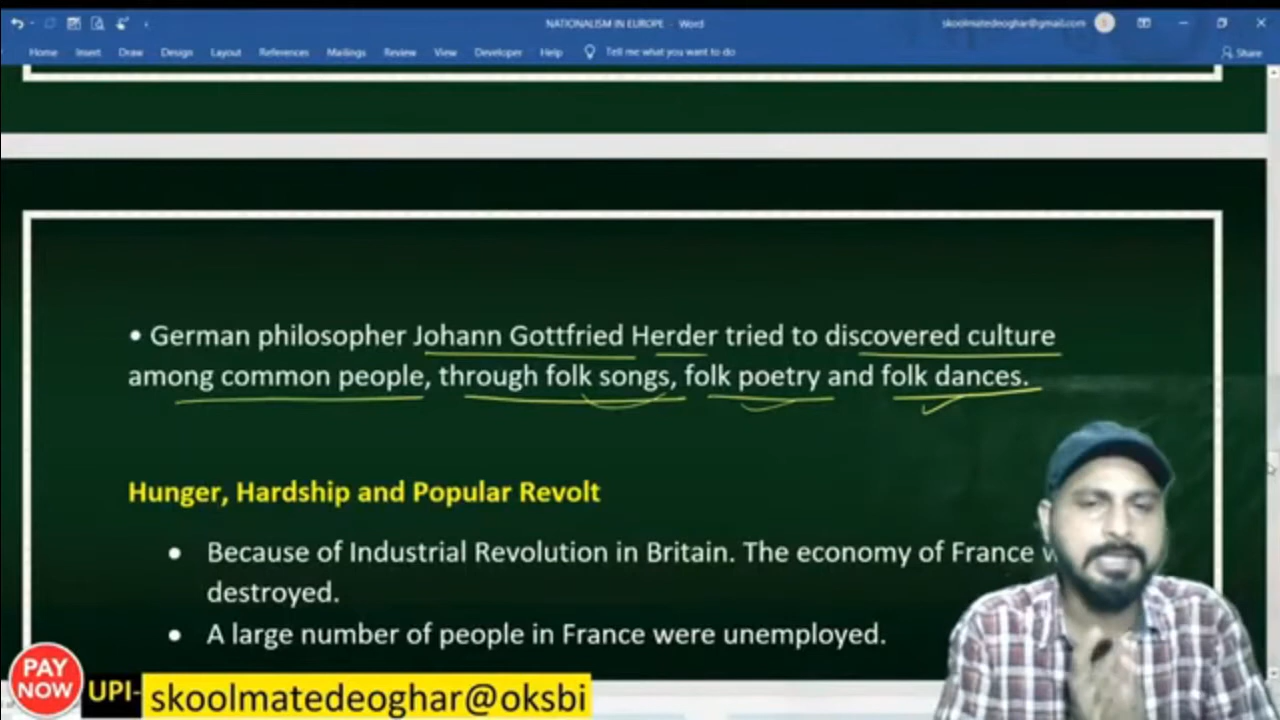 NATIONALISM IN EUROPE - Word
skoolmatedeoghar@gmail.com
Home Insert Draw Design Layout References Mailings Review View Developer Help Tell me what you want to do
Share
• German philosopher Johann Gottfried Herder tried to discovered culture
among common people, through folk songs, folk poetry and folk dances.
Hunger, Hardship and Popular Revolt
• Because of Industrial Revolution in Britain. The economy of France
destroyed.
• A large number of people in France were unemployed.
PAY
NOW
UPI- skoolmatedeoghar@oksbi